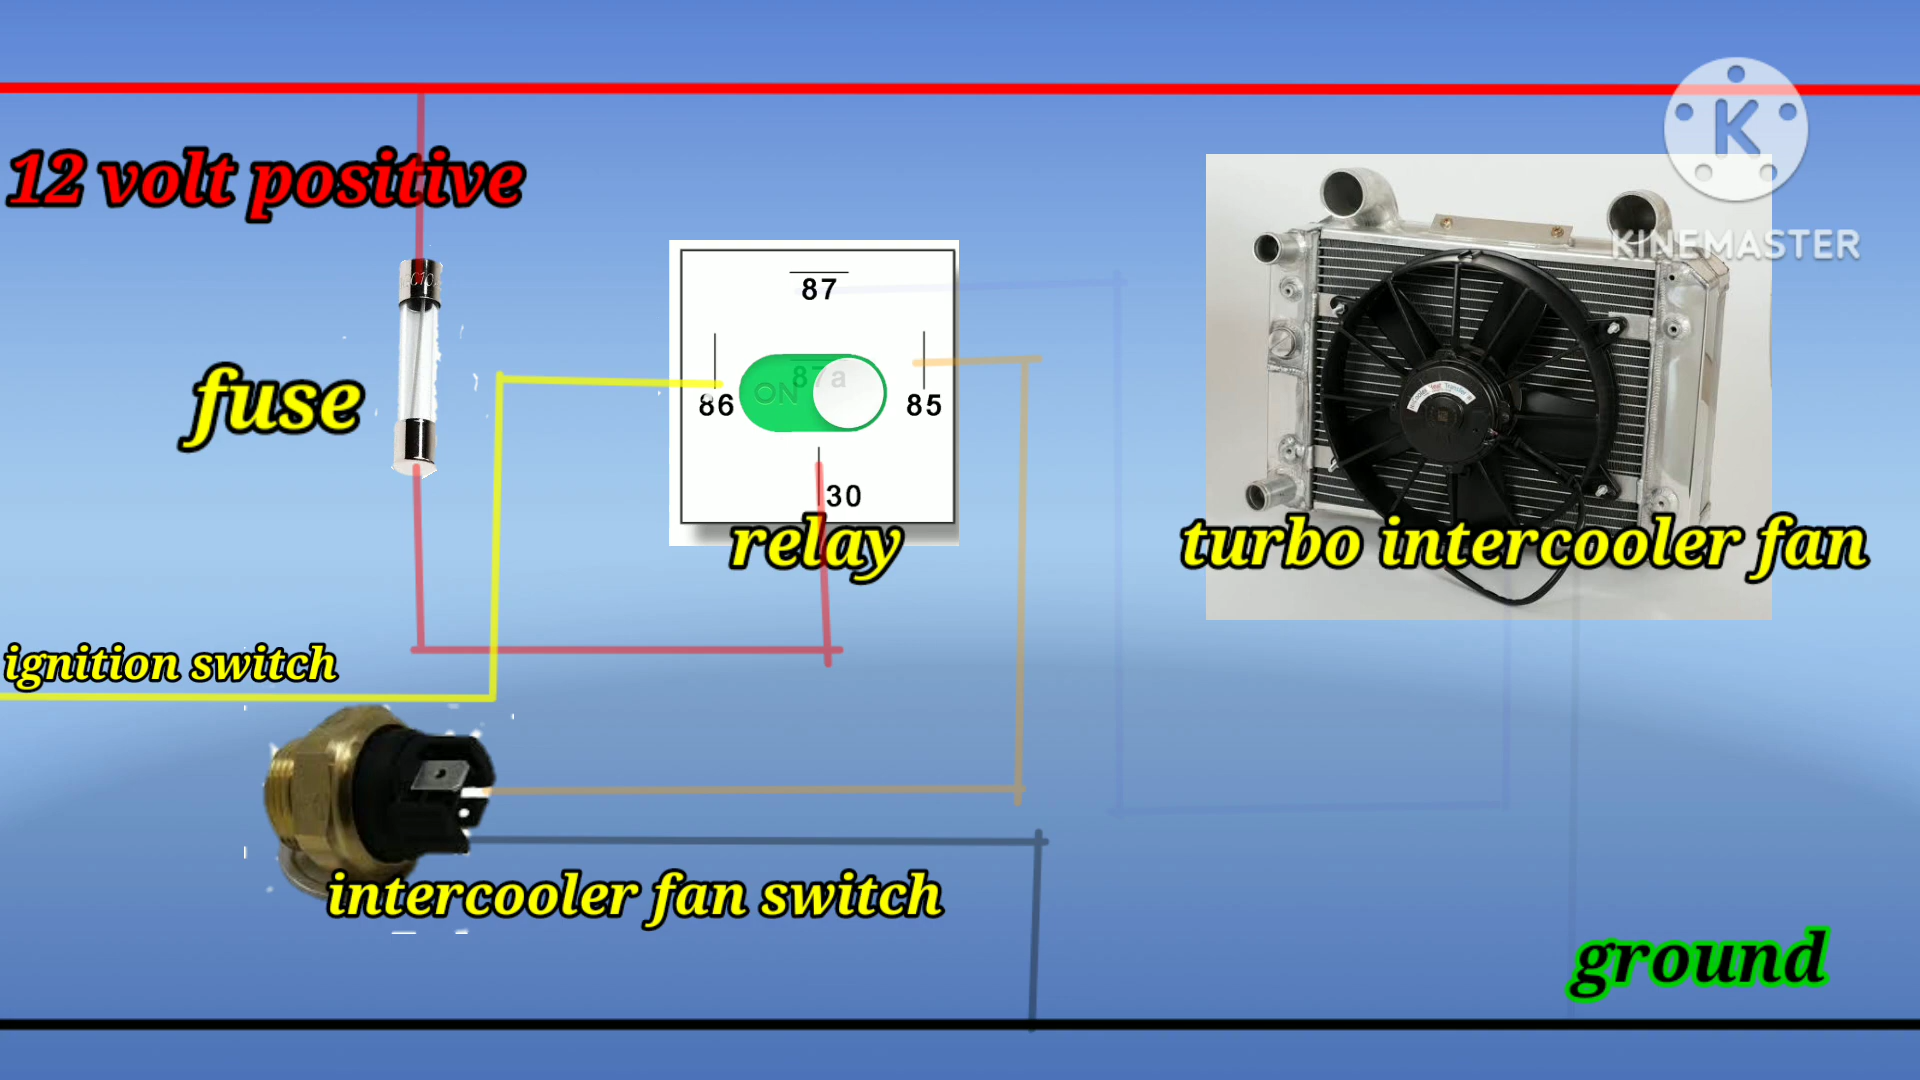 12 volt positive
K
KINEMASTER
fuse
87
ON
87a
86
85
30
relay
turbo intercooler fan
ignition switch
intercooler fan switch
ground